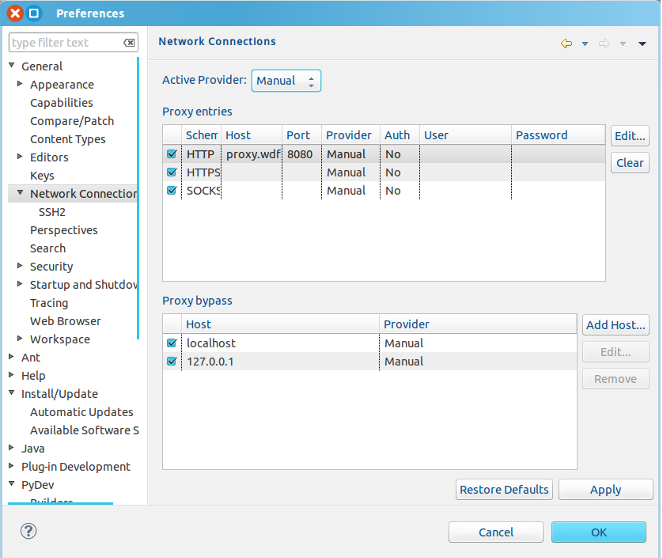 Preferences
type filter text
General
Appearance
Capabilities
Compare/Patch
Content Types
Editors
Keys
Network Connection
SSH2
Perspectives
Search
Security
Startup and Shutdov
Tracing
Web Browser
Workspace
Ant
Help
Install/Update
Automatic Updates
Available Software S
Java
Plug-in Development
PyDev
Builders
Network Connections
Active Provider: Manual
Proxy entries
Schem Host Port Provider Auth User Password
HTTP proxy.wdf 8080 Manual No
HTTPS Manual No
SOCKS Manual No
Edit...
Clear
Proxy bypass
Host Provider
localhost Manual
127.0.0.1 Manual
Add Host...
Edit...
Remove
Restore Defaults Apply
? Cancel OK